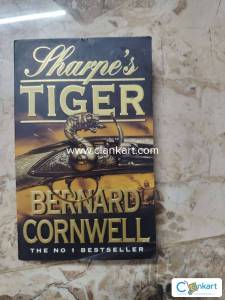 Sharpe's
TIGER
www.clankart.com
BERNARD
CORNWELL
THE NO 1 BESTSELLER
Clankart